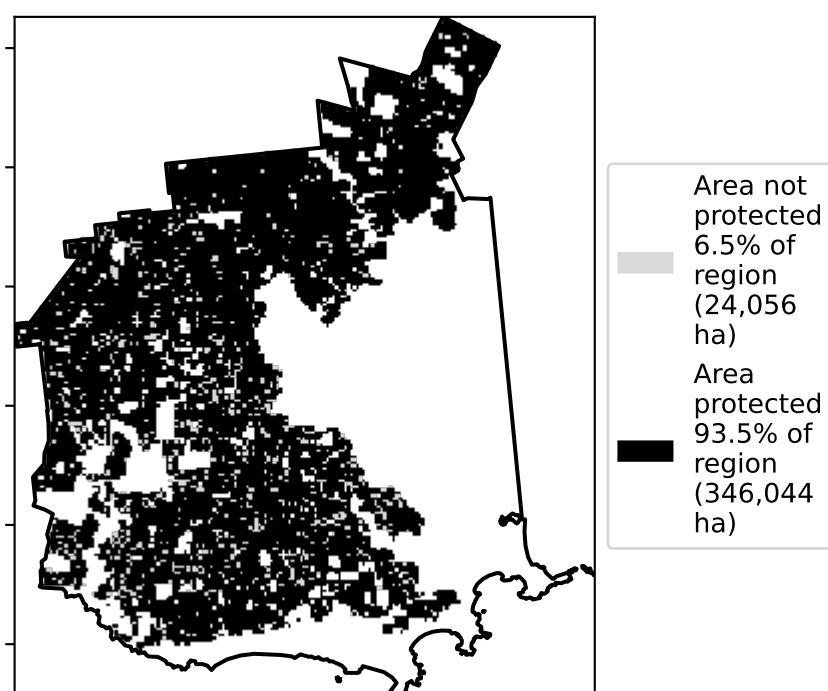 Area not
protected
6.5% of
region
(24,056
ha)
Area
protected
93.5% of
region
(346,044
ha)